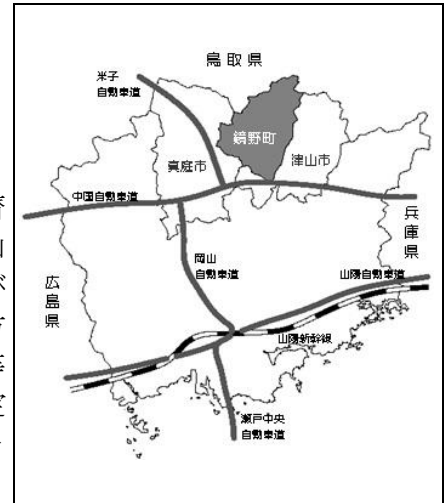 鳥取県
米子
自動車道
鏡野町
真庭市
津山市
中国自動車道
兵庫県
岡山
自動車道
山陽自動車道
広島県
山陽新幹線
瀬戸中央
自動車道